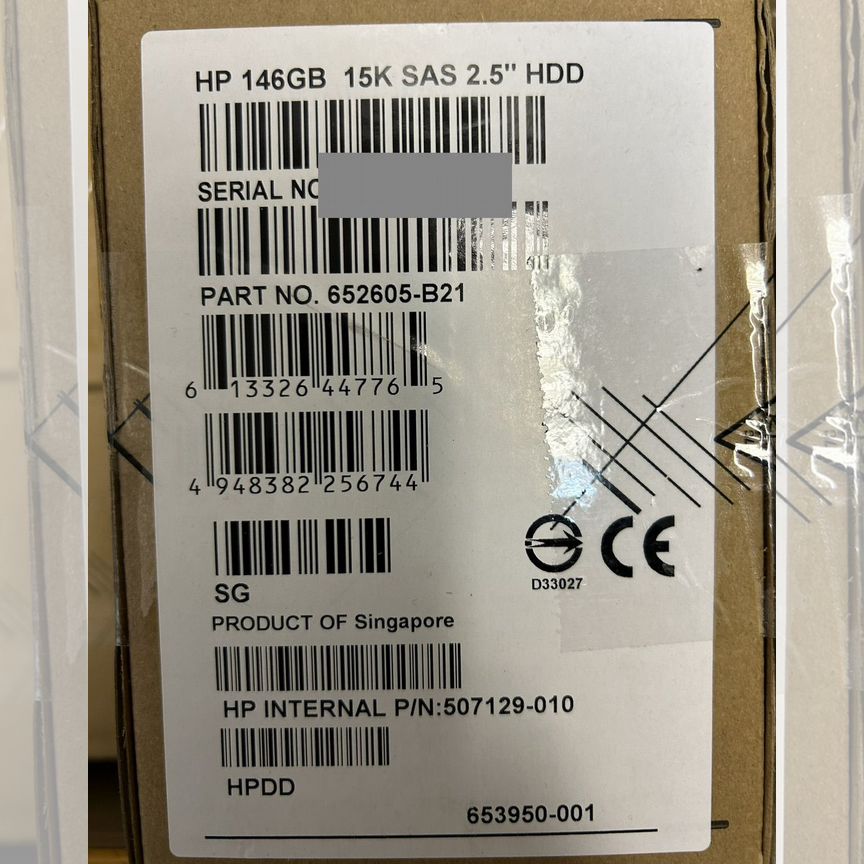 HP 146GB 15K SAS 2.5" HDD
SERIAL NO
PART NO. 652605-B21
6 13326 44776 5
4 948382 256744
D33027
SG
PRODUCT OF Singapore
HP INTERNAL P/N:507129-010
HPDD
653950-001